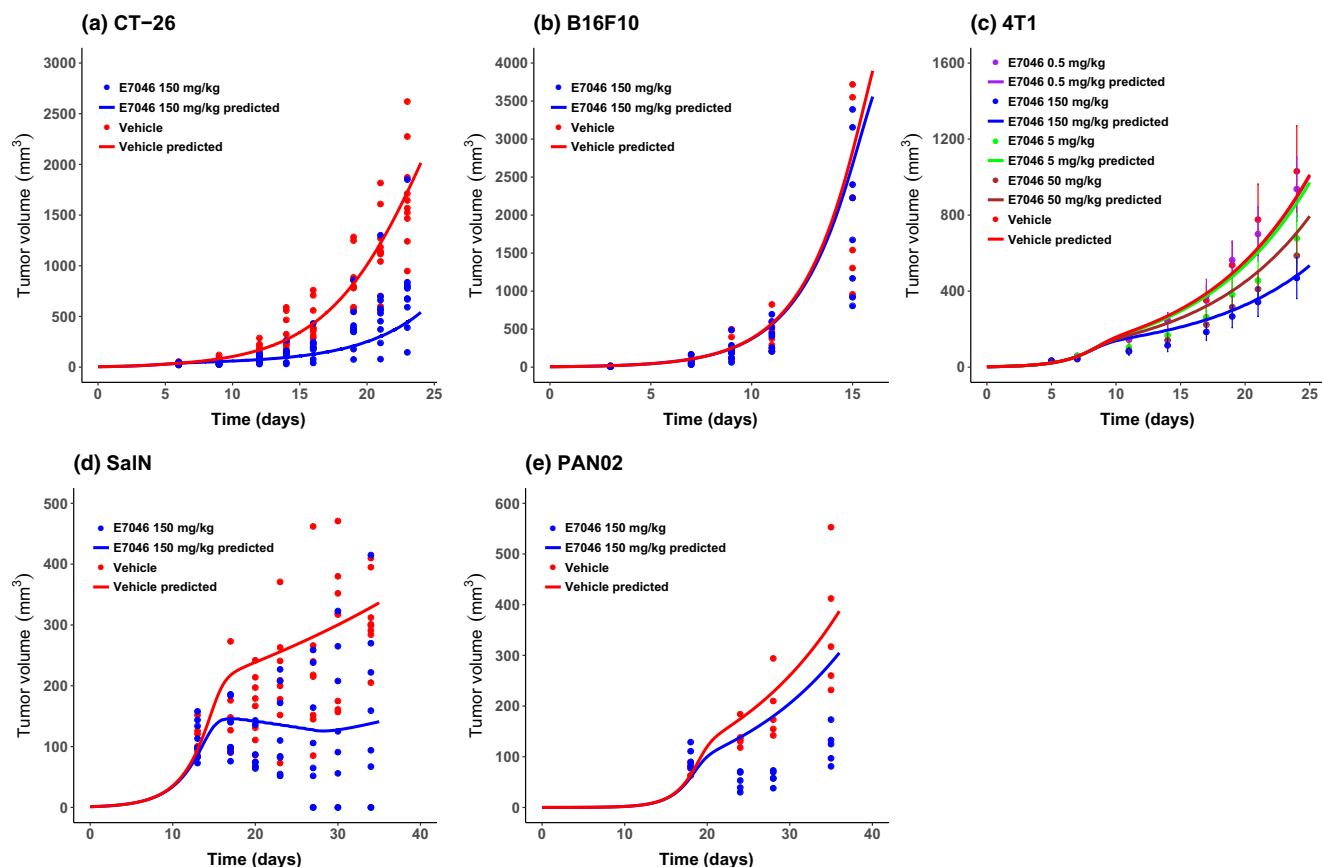 (a) CT−26
3000
2500
2000
1500
1000
500
0
0 5 10 15 20 25
Tumor volume (mm³)
Time (days)
E7046 150 mg/kg
E7046 150 mg/kg predicted
Vehicle
Vehicle predicted
(b) B16F10
4000
3500
3000
2500
2000
1500
1000
500
0
0 5 10 15
Tumor volume (mm³)
Time (days)
E7046 150 mg/kg
E7046 150 mg/kg predicted
Vehicle
Vehicle predicted
(c) 4T1
1600
1200
800
400
0
0 5 10 15 20 25
Tumor volume (mm³)
Time (days)
E7046 0.5 mg/kg
E7046 0.5 mg/kg predicted
E7046 150 mg/kg
E7046 150 mg/kg predicted
E7046 5 mg/kg
E7046 5 mg/kg predicted
E7046 50 mg/kg
E7046 50 mg/kg predicted
Vehicle
Vehicle predicted
(d) SalN
500
400
300
200
100
0
0 10 20 30 40
Tumor volume (mm³)
Time (days)
E7046 150 mg/kg
E7046 150 mg/kg predicted
Vehicle
Vehicle predicted
(e) PAN02
600
500
400
300
200
100
0
0 10 20 30 40
Tumor volume (mm³)
Time (days)
E7046 150 mg/kg
E7046 150 mg/kg predicted
Vehicle
Vehicle predicted